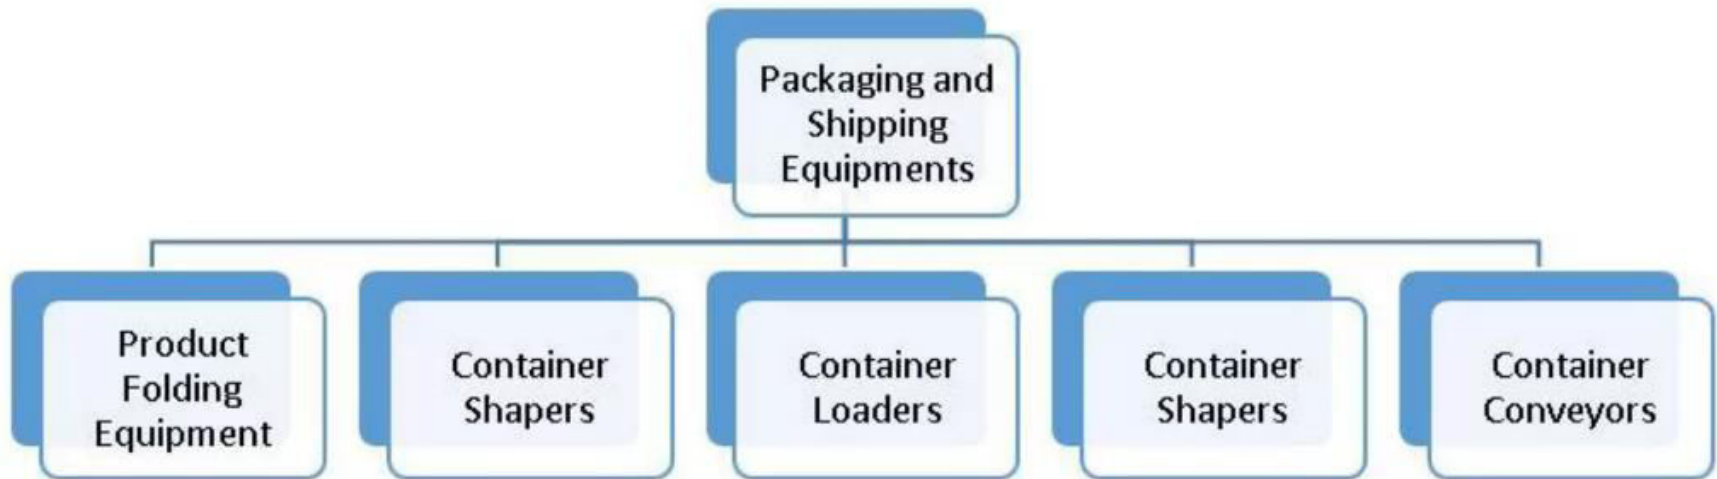 Packaging and
Shipping
Equipments
Product
Folding
Equipment
Container
Shapers
Container
Loaders
Container
Shapers
Container
Conveyors